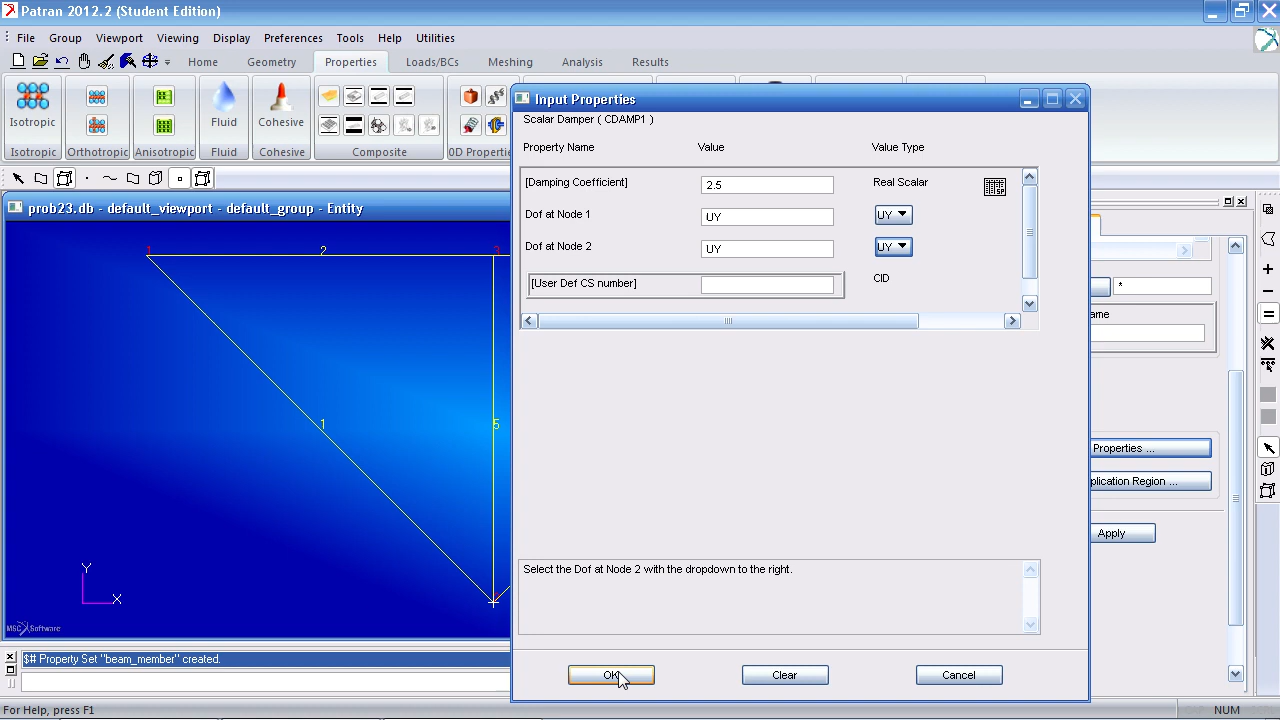 Patran 2012.2 (Student Edition)
File Group Viewport Viewing Display Preferences Tools Help Utilities
Home Geometry Properties Loads/BCs Meshing Analysis Results
Isotropic Fluid Cohesive
Isotropic Orthotropic Anisotropic Fluid Cohesive Composite 0D Properti
prob23.db - default_viewport - default_group - Entity
1 2 3
1
5
Y
X
MSC Software
Input Properties
Scalar Damper ( CDAMP1 )
Property Name Value Value Type
[Damping Coefficient] 2.5 Real Scalar
Dof at Node 1 UY UY
Dof at Node 2 UY UY
[User Def CS number] CID
Select the Dof at Node 2 with the dropdown to the right.
OK Clear Cancel
*
ame
Properties ...
plication Region ...
Apply
$# Property Set "beam_member" created.
For Help, press F1
NUM